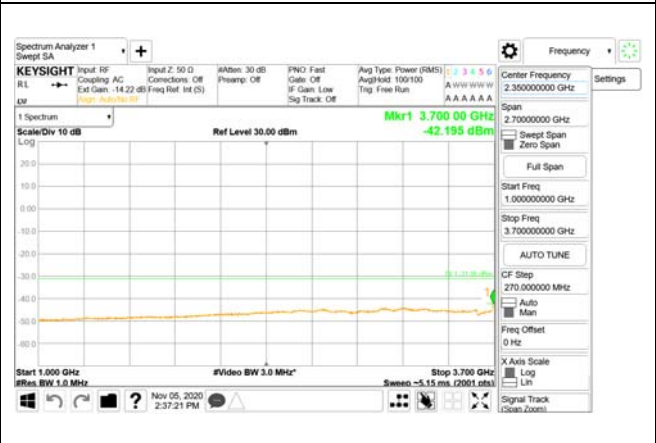 Spectrum Analyzer 1
Swept SA
+
Frequency
KEYSIGHT
RL
Input: RF
Coupling: AC
Ext Gain: -14.22 dB
Align: Auto/No RF
Input Z: 50 Ω
Corrections: Off
Freq Ref: Int (S)
#Atten: 30 dB
Preamp: Off
PNO: Fast
Gate: Off
IF Gain: Low
Sig Track: Off
Avg Type: Power (RMS)
Avg|Hold: 100/100
Trig: Free Run
1 2 3 4 5 6
A W W W W W
A A A A A A
1 Spectrum
Scale/Div 10 dB
Log
Ref Level 30.00 dBm
Mkr1 3.700 00 GHz
-42.195 dBm
20.0
10.0
0.00
-10.0
-20.0
-30.0
-40.0
-50.0
-60.0
1
Start 1.000 GHz
#Res BW 1.0 MHz
#Video BW 3.0 MHz*
Stop 3.700 GHz
Sweep ~5.15 ms (2001 pts)
Nov 05, 2020
2:37:21 PM
Center Frequency
2.350000000 GHz
Settings
Span
2.70000000 GHz
Swept Span
Zero Span
Full Span
Start Freq
1.000000000 GHz
Stop Freq
3.700000000 GHz
AUTO TUNE
CF Step
270.000000 MHz
Auto
Man
Freq Offset
0 Hz
X Axis Scale
Log
Lin
Signal Track
(Span Zoom)